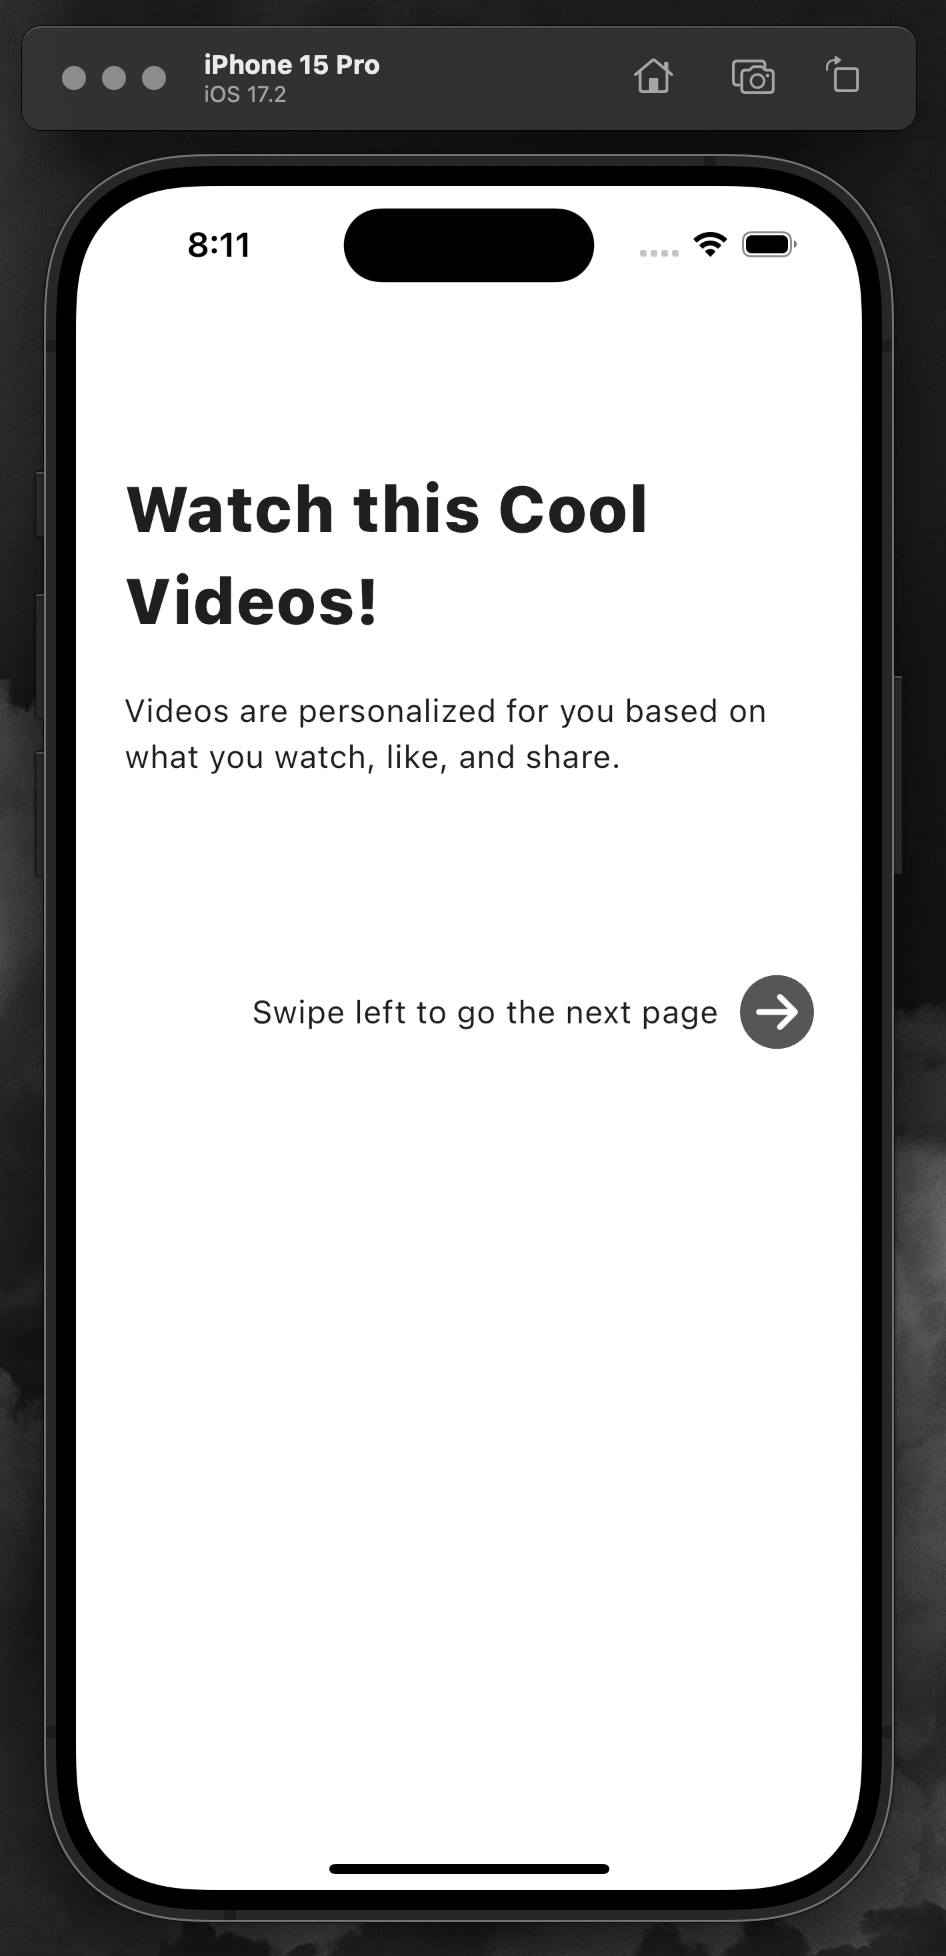 iPhone 15 Pro
iOS 17.2
8:11
Watch this Cool
Videos!
Videos are personalized for you based on
what you watch, like, and share.
Swipe left to go the next page